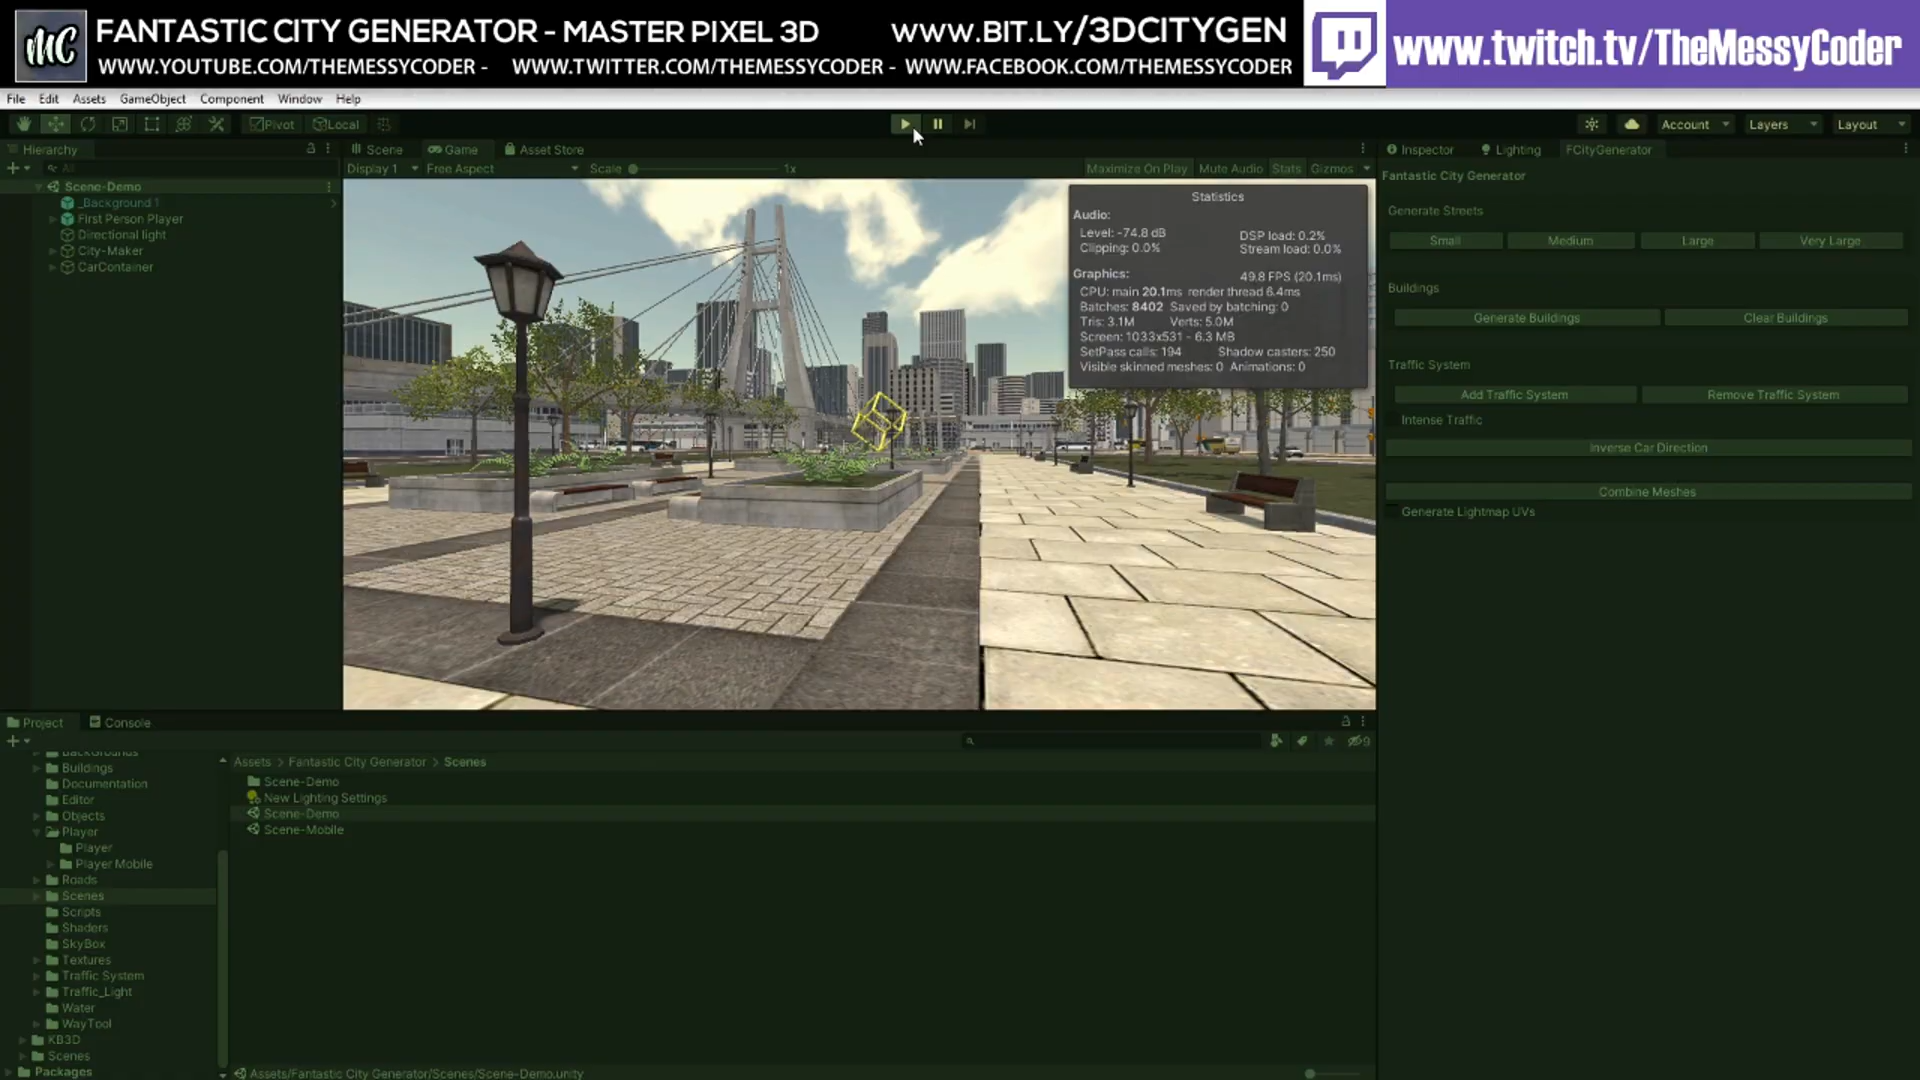 mc
FANTASTIC CITY GENERATOR - MASTER PIXEL 3D
WWW.BIT.LY/3DCITYGEN
WWW.YOUTUBE.COM/THEMESSYCODER - WWW.TWITTER.COM/THEMESSYCODER - WWW.FACEBOOK.COM/THEMESSYCODER
www.twitch.tv/TheMessyCoder
File Edit Assets GameObject Component Window Help
Pivot Local
Account Layers Layout
Hierarchy
All
Scene-Demo
_Background 1
First Person Player
Directional light
City-Maker
CarContainer
Scene Game Asset Store
Display 1 Free Aspect Scale 1x Maximize On Play Mute Audio Stats Gizmos
Statistics
Audio:
Level: -74.8 dB DSP load: 0.2%
Clipping: 0.0% Stream load: 0.0%
Graphics: 49.8 FPS (20.1ms)
CPU: main 20.1ms render thread 6.4ms
Batches: 8402 Saved by batching: 0
Tris: 3.1M Verts: 5.0M
Screen: 1033x531 - 6.3 MB
SetPass calls: 194 Shadow casters: 250
Visible skinned meshes: 0 Animations: 0
Inspector Lighting FCityGenerator
Fantastic City Generator
Generate Streets
Small Medium Large Very Large
Buildings
Generate Buildings Clear Buildings
Traffic System
Add Traffic System Remove Traffic System
Intense Traffic
Inverse Car Direction
Combine Meshes
Generate Lightmap UVs
Project Console
9
BackGrounds
Buildings
Documentation
Editor
Objects
Player
Player
Player Mobile
Roads
Scenes
Scripts
Shaders
SkyBox
Textures
Traffic System
Traffic_Light
Water
WayTool
KB3D
Scenes
Packages
Assets > Fantastic City Generator > Scenes
Scene-Demo
New Lighting Settings
Scene-Demo
Scene-Mobile
Assets/Fantastic City Generator/Scenes/Scene-Demo.unity